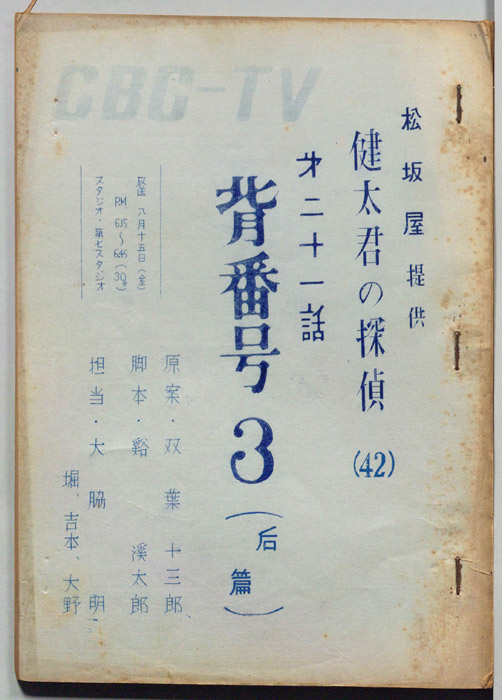 CBC-TV
松坂屋提供
健太君の探偵(42)
才二十一話
背番号3(后篇)
原案・双葉十三郎
脚本・谿渓太郎
担当・大脇明
堀、吉本、大野
放送 八月十五日(金)
PM 6.15〜6.45(30分)
スタジオ・第七スタジオ